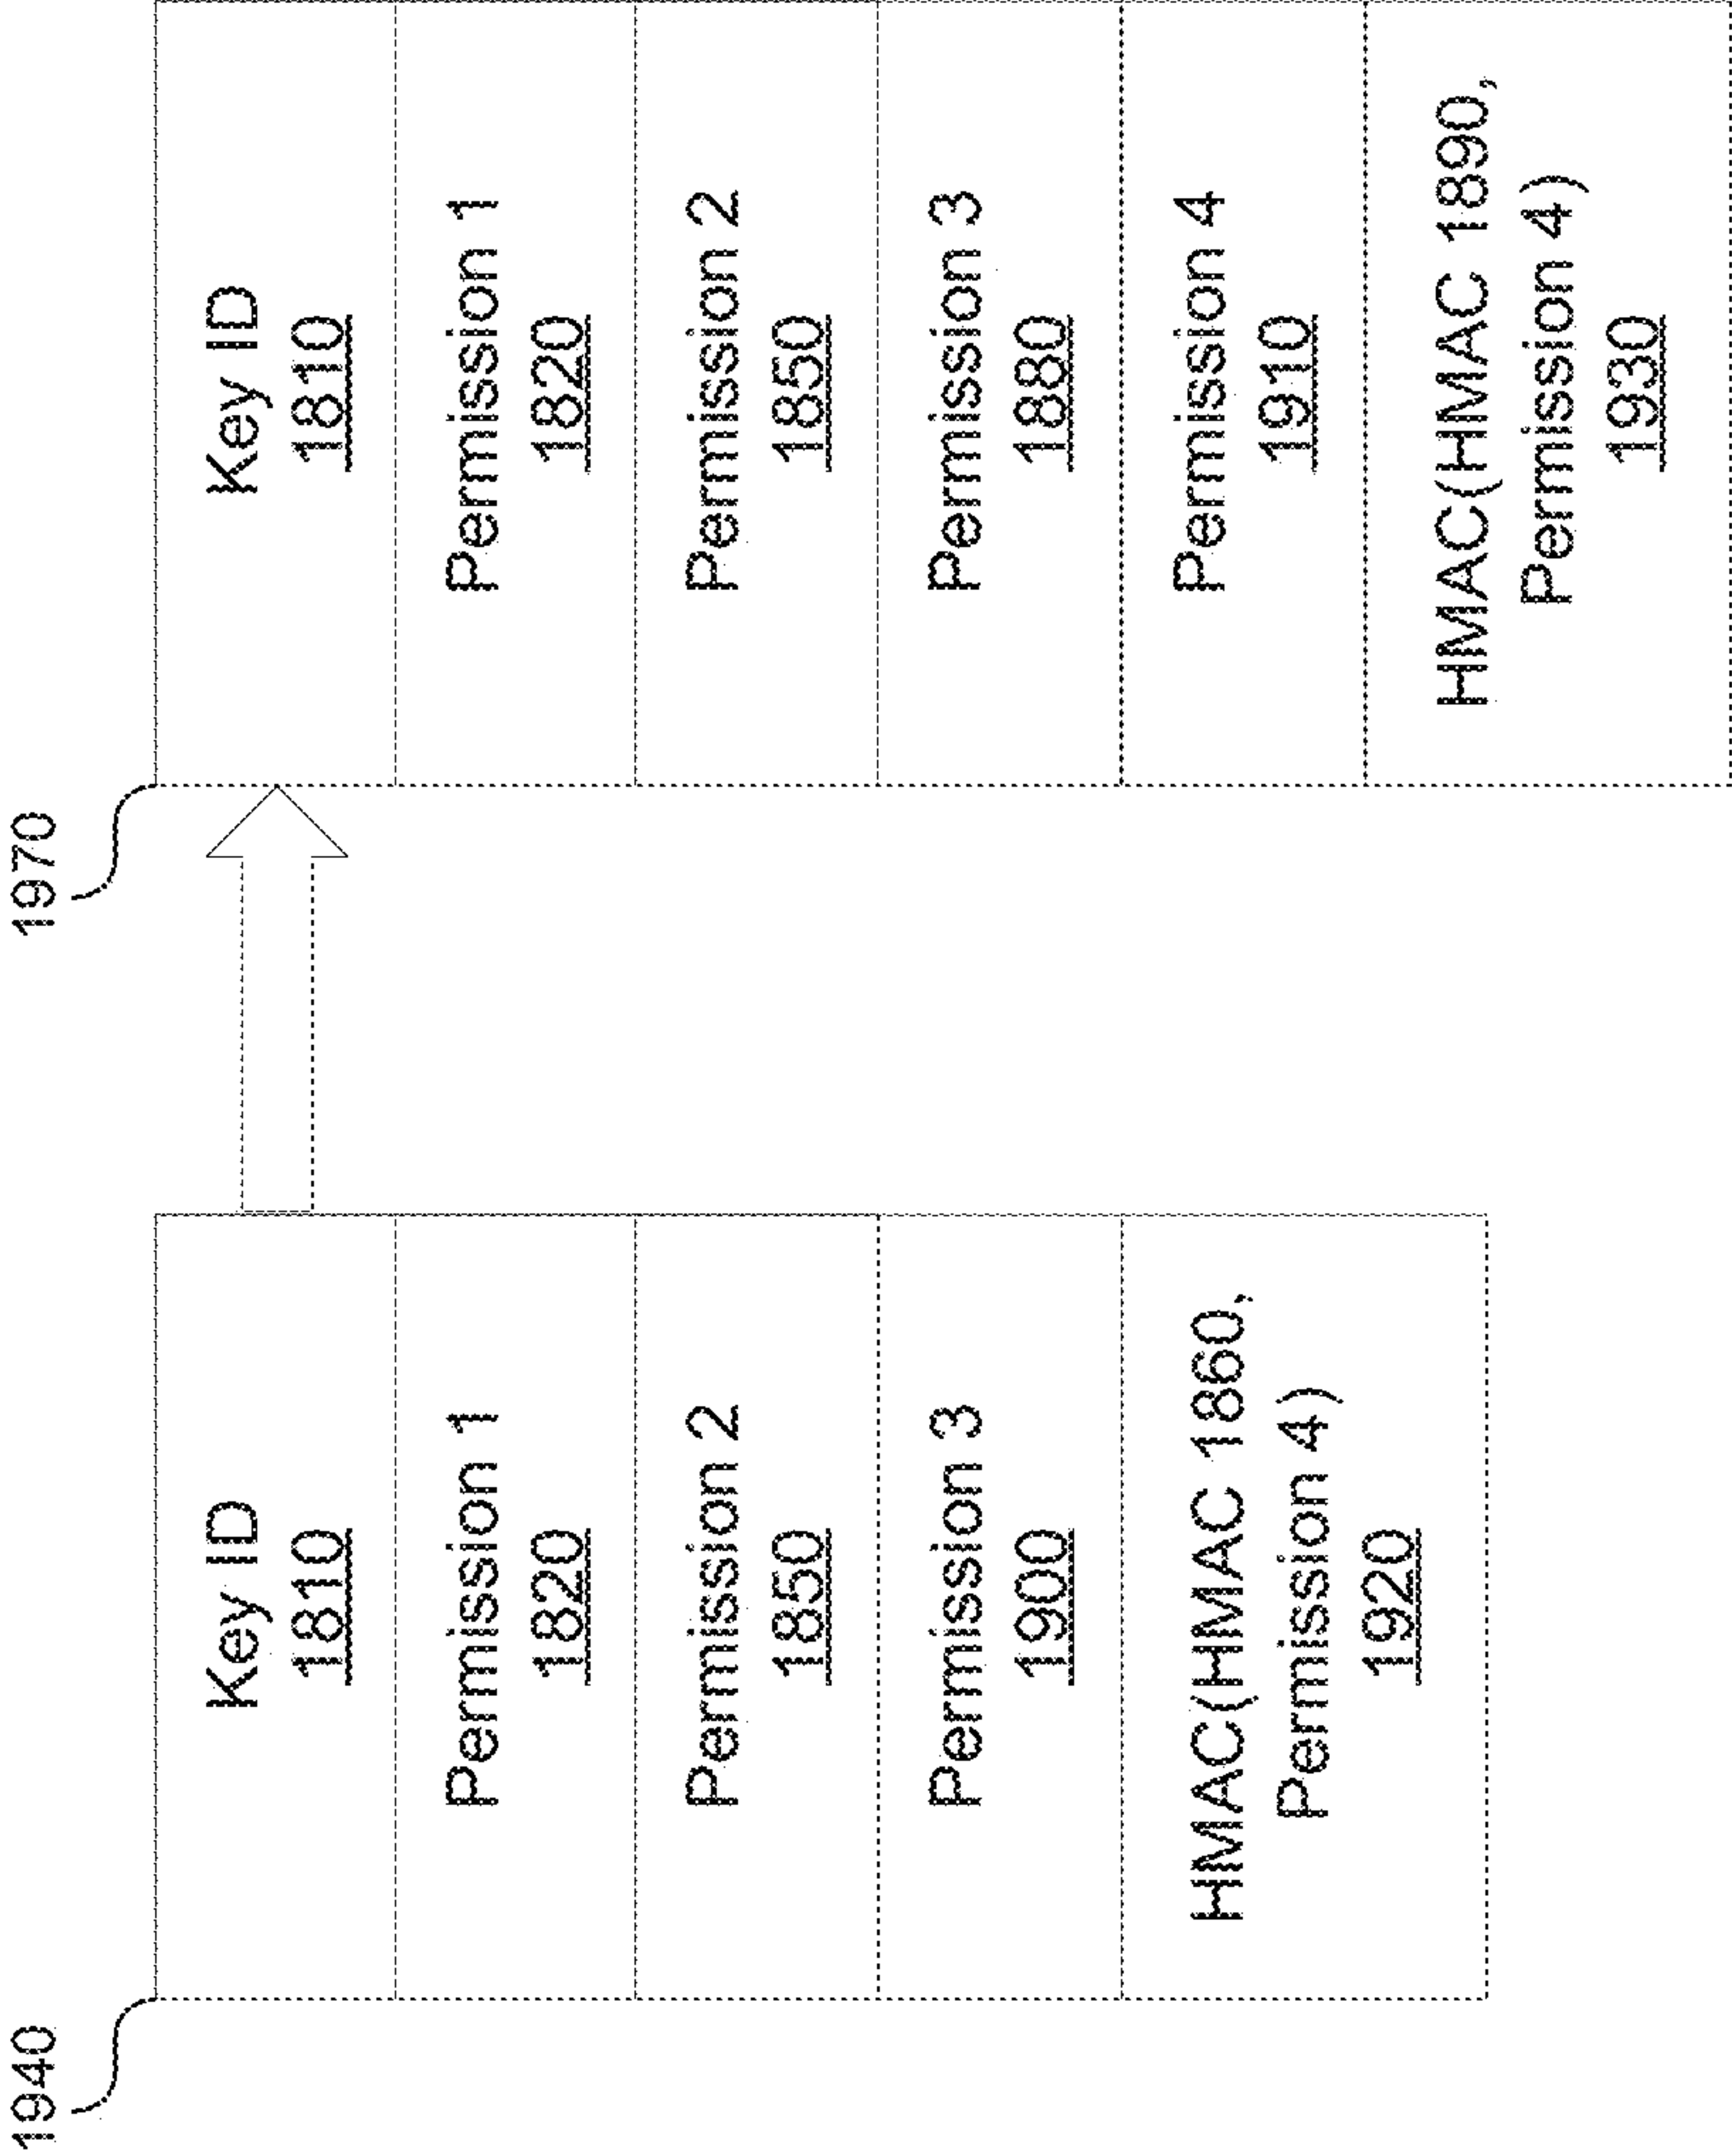 1940
Key ID
1810
Permission 1
1820
Permission 2
1850
Permission 3
1900
HMAC(HMAC 1860,
Permission 4)
1920
1970
Key ID
1810
Permission 1
1820
Permission 2
1850
Permission 3
1880
Permission 4
1910
HMAC(HMAC 1890,
Permission 4)
1930